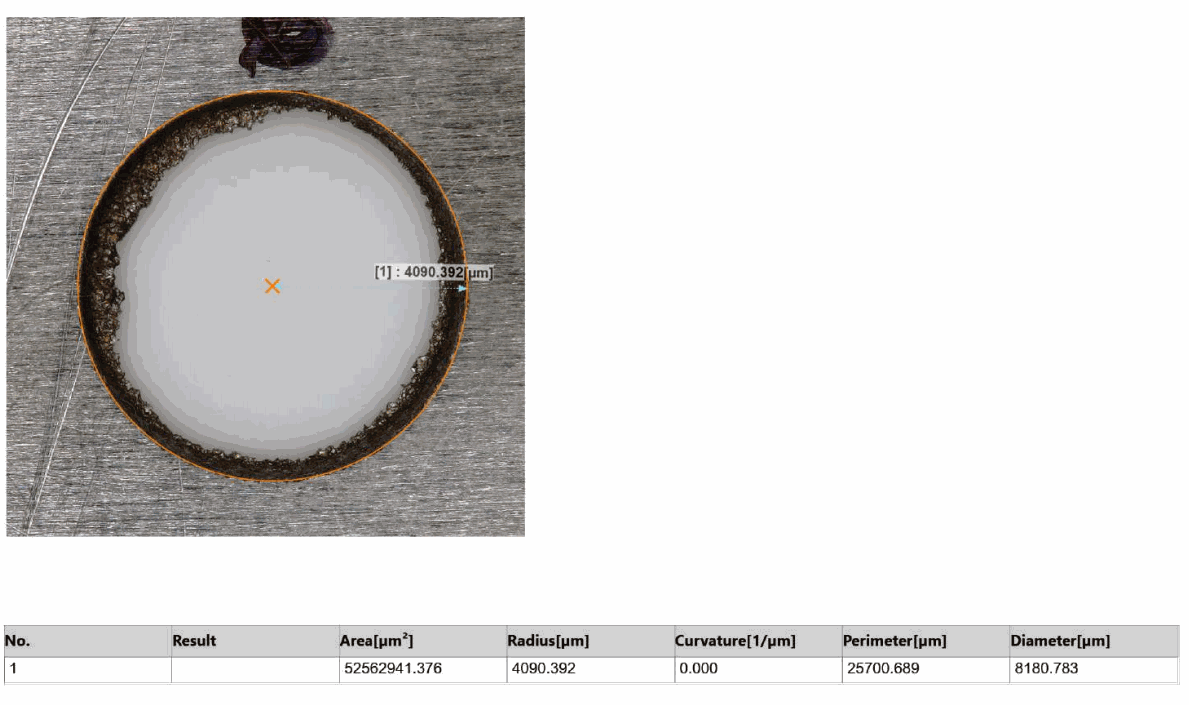 [1] : 4090.392[µm]
No. Result Area[µm²] Radius[µm] Curvature[1/µm] Perimeter[µm] Diameter[µm]
1 52562941.376 4090.392 0.000 25700.689 8180.783